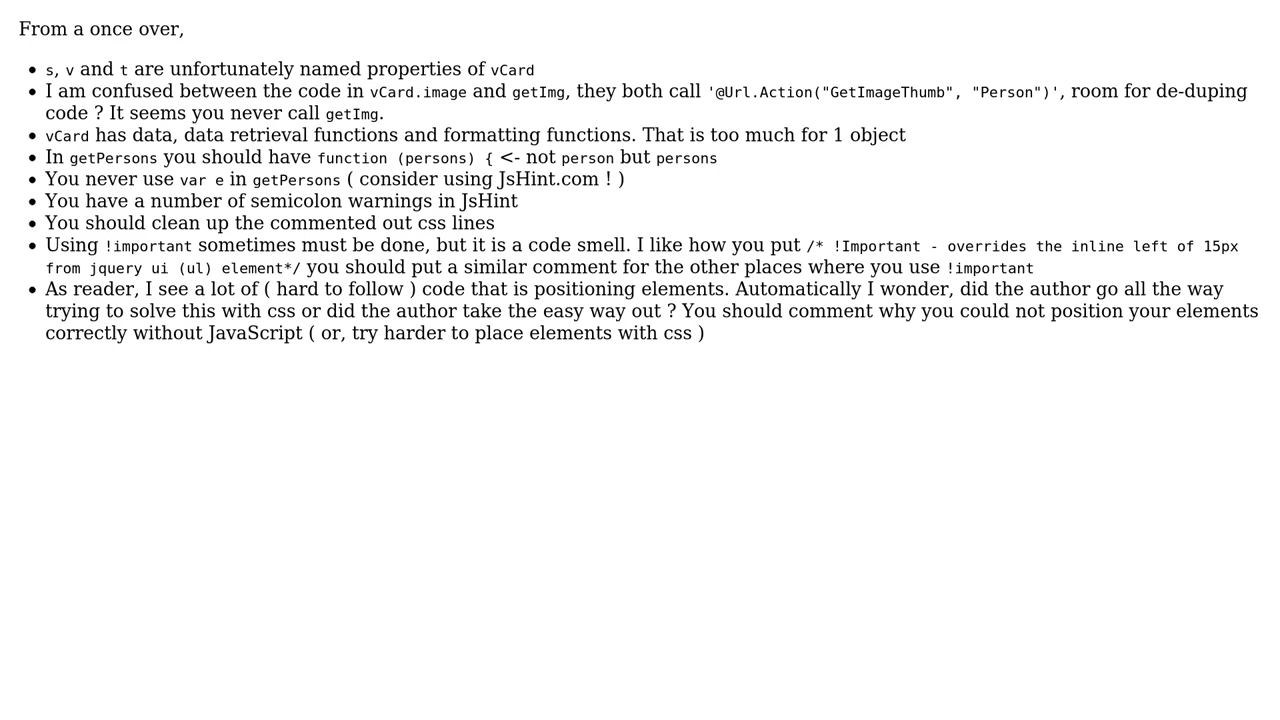 From a once over,
• s, v and t are unfortunately named properties of vCard
• I am confused between the code in vCard.image and getImg, they both call '@Url.Action("GetImageThumb", "Person")', room for de-duping
code ? It seems you never call getImg.
• vCard has data, data retrieval functions and formatting functions. That is too much for 1 object
• In getPersons you should have function (persons) { <- not person but persons
• You never use var e in getPersons ( consider using JsHint.com ! )
• You have a number of semicolon warnings in JsHint
• You should clean up the commented out css lines
• Using !important sometimes must be done, but it is a code smell. I like how you put /* !Important - overrides the inline left of 15px
from jquery ui (ul) element*/ you should put a similar comment for the other places where you use !important
• As reader, I see a lot of ( hard to follow ) code that is positioning elements. Automatically I wonder, did the author go all the way
trying to solve this with css or did the author take the easy way out ? You should comment why you could not position your elements
correctly without JavaScript ( or, try harder to place elements with css )